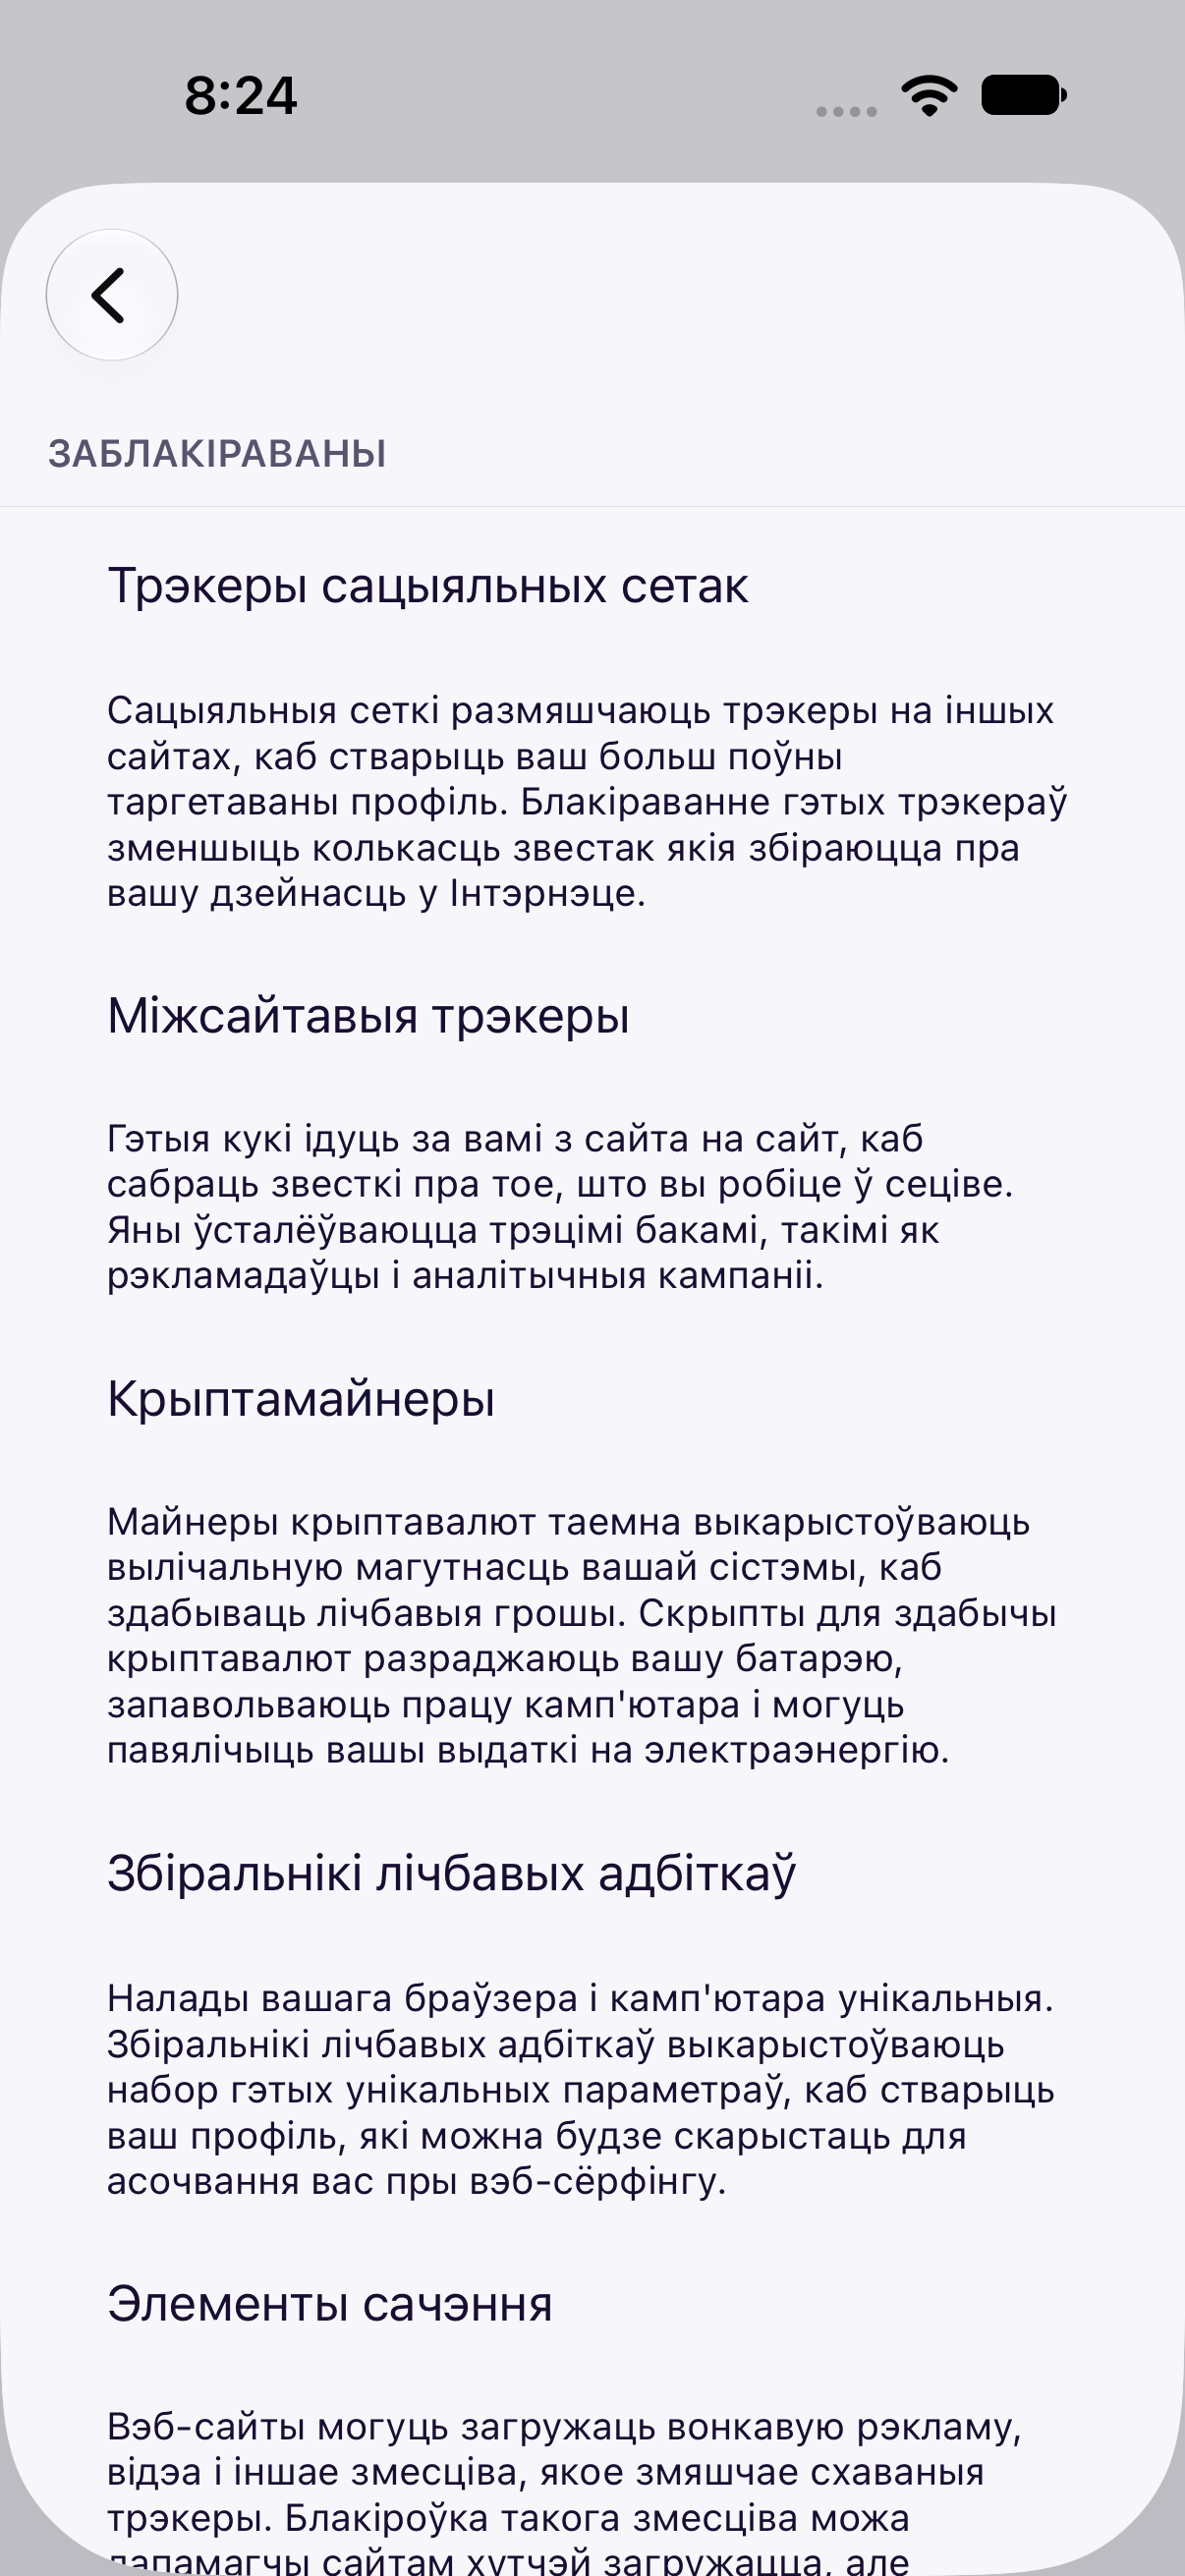 8:24
ЗАБЛАКІРАВАНЫ
Трэкеры сацыяльных сетак
Сацыяльныя сеткі размяшчаюць трэкеры на іншых
сайтах, каб стварыць ваш больш поўны
таргетаваны профіль. Блакіраванне гэтых трэкераў
зменшыць колькасць звестак якія збіраюцца пра
вашу дзейнасць у Інтэрнэце.
Міжсайтавыя трэкеры
Гэтыя кукі ідуць за вамі з сайта на сайт, каб
сабраць звесткі пра тое, што вы робіце ў сеціве.
Яны ўсталёўваюцца трэцімі бакамі, такімі як
рэкламадаўцы і аналітычныя кампаніі.
Крыптамайнеры
Майнеры крыптавалют таемна выкарыстоўваюць
вылічальную магутнасць вашай сістэмы, каб
здабываць лічбавыя грошы. Скрыпты для здабычы
крыптавалют разраджаюць вашу батарэю,
запавольваюць працу камп'ютара і могуць
павялічыць вашы выдаткі на электраэнергію.
Збіральнікі лічбавых адбіткаў
Налады вашага браўзера і камп'ютара унікальныя.
Збіральнікі лічбавых адбіткаў выкарыстоўваюць
набор гэтых унікальных параметраў, каб стварыць
ваш профіль, які можна будзе скарыстаць для
асочвання вас пры вэб-сёрфінгу.
Элементы сачэння
Вэб-сайты могуць загружаць вонкавую рэкламу,
відэа і іншае змесціва, якое змяшчае схаваныя
трэкеры. Блакіроўка такога змесціва можа
дапамагчы сайтам хутчэй загружацца, але